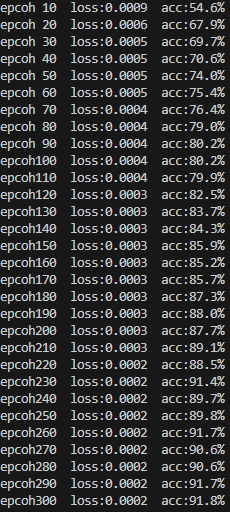 epcoh 10  loss:0.0009  acc:54.6%
epcoh 20  loss:0.0006  acc:67.9%
epcoh 30  loss:0.0005  acc:69.7%
epcoh 40  loss:0.0005  acc:70.6%
epcoh 50  loss:0.0005  acc:74.0%
epcoh 60  loss:0.0005  acc:75.4%
epcoh 70  loss:0.0004  acc:76.4%
epcoh 80  loss:0.0004  acc:79.0%
epcoh 90  loss:0.0004  acc:80.2%
epcoh100  loss:0.0004  acc:80.2%
epcoh110  loss:0.0004  acc:79.9%
epcoh120  loss:0.0003  acc:82.5%
epcoh130  loss:0.0003  acc:83.7%
epcoh140  loss:0.0003  acc:84.3%
epcoh150  loss:0.0003  acc:85.9%
epcoh160  loss:0.0003  acc:85.2%
epcoh170  loss:0.0003  acc:85.7%
epcoh180  loss:0.0003  acc:87.3%
epcoh190  loss:0.0003  acc:88.0%
epcoh200  loss:0.0003  acc:87.7%
epcoh210  loss:0.0003  acc:89.1%
epcoh220  loss:0.0002  acc:88.5%
epcoh230  loss:0.0002  acc:91.4%
epcoh240  loss:0.0002  acc:89.7%
epcoh250  loss:0.0002  acc:89.8%
epcoh260  loss:0.0002  acc:91.7%
epcoh270  loss:0.0002  acc:90.6%
epcoh280  loss:0.0002  acc:90.6%
epcoh290  loss:0.0002  acc:91.7%
epcoh300  loss:0.0002  acc:91.8%